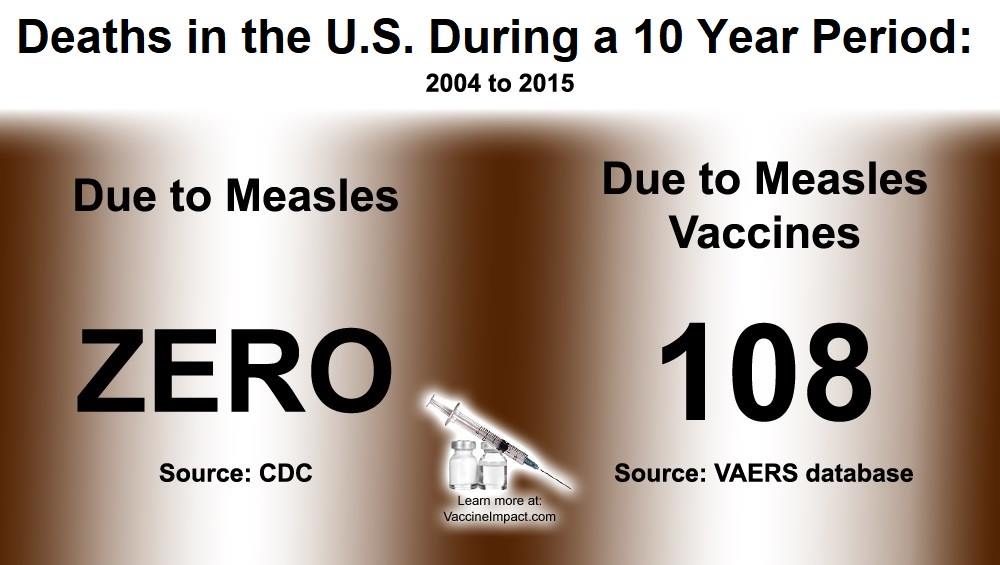 Deaths in the U.S. During a 10 Year Period:
2004 to 2015
Due to Measles
ZERO
Source: CDC
Due to Measles
Vaccines
108
Source: VAERS database
Learn more at:
VaccineImpact.com